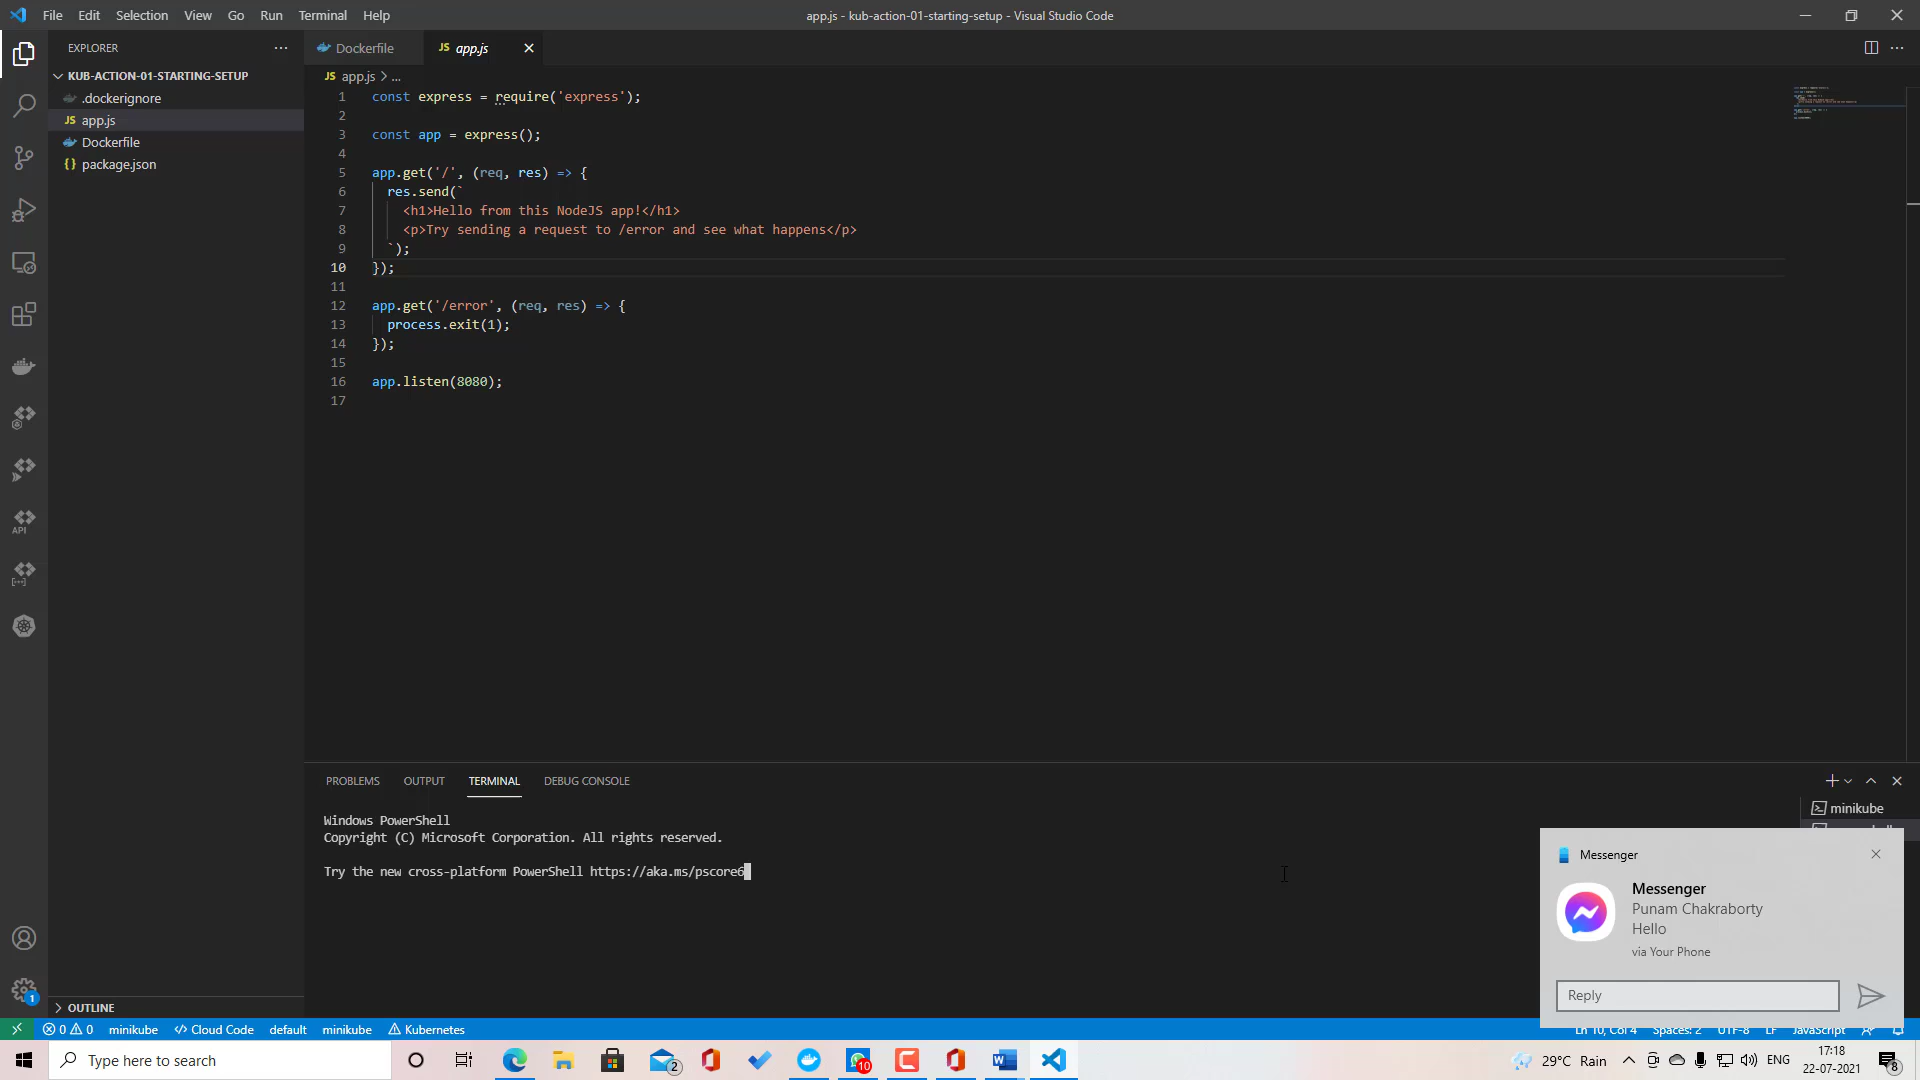 File Edit Selection View Go Run Terminal Help
app.js - kub-action-01-starting-setup - Visual Studio Code
EXPLORER
KUB-ACTION-01-STARTING-SETUP
.dockerignore
JS app.js
Dockerfile
{} package.json
OUTLINE
Dockerfile
JS app.js
JS app.js > ...
1 const express = require('express');
2
3 const app = express();
4
5 app.get('/', (req, res) => {
6 res.send(`
7 <h1>Hello from this NodeJS app!</h1>
8 <p>Try sending a request to /error and see what happens</p>
9 `);
10 });
11
12 app.get('/error', (req, res) => {
13 process.exit(1);
14 });
15
16 app.listen(8080);
17
API
1
PROBLEMS OUTPUT TERMINAL DEBUG CONSOLE
minikube
Windows PowerShell
Copyright (C) Microsoft Corporation. All rights reserved.
Try the new cross-platform PowerShell https://aka.ms/pscore6
Messenger
Messenger
Punam Chakraborty
Hello
via Your Phone
Reply
0 0 minikube Cloud Code default minikube Kubernetes
Ln 10, Col 4 Spaces: 2 UTF-8 LF JavaScript
Type here to search
2
10
29°C Rain
ENG
17:18
22-07-2021
8